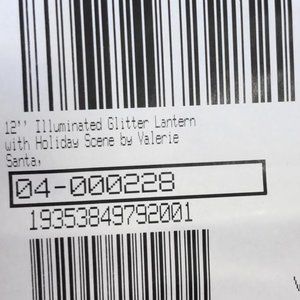 12'' Illuminated Glitter Lantern
with Holiday Scene by Valerie
Santa,
04-000228
19353849792001